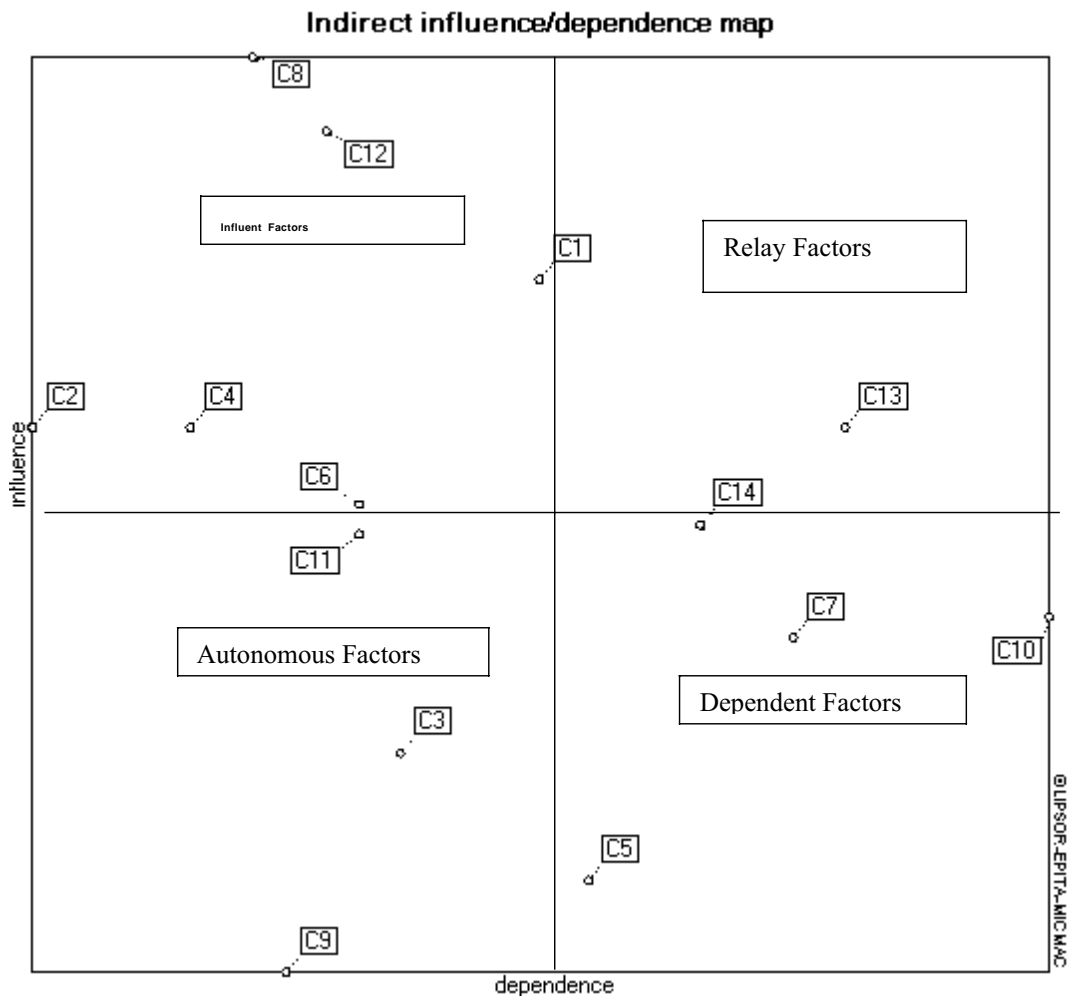 Indirect influence/dependence map
C8
C12
Influent Factors
C1
Relay Factors
C2
C4
C13
influence
C6
C14
C11
C7
Autonomous Factors
C10
Dependent Factors
C3
C5
C9
dependence
© LIPSOR-EPITA-MICMAC